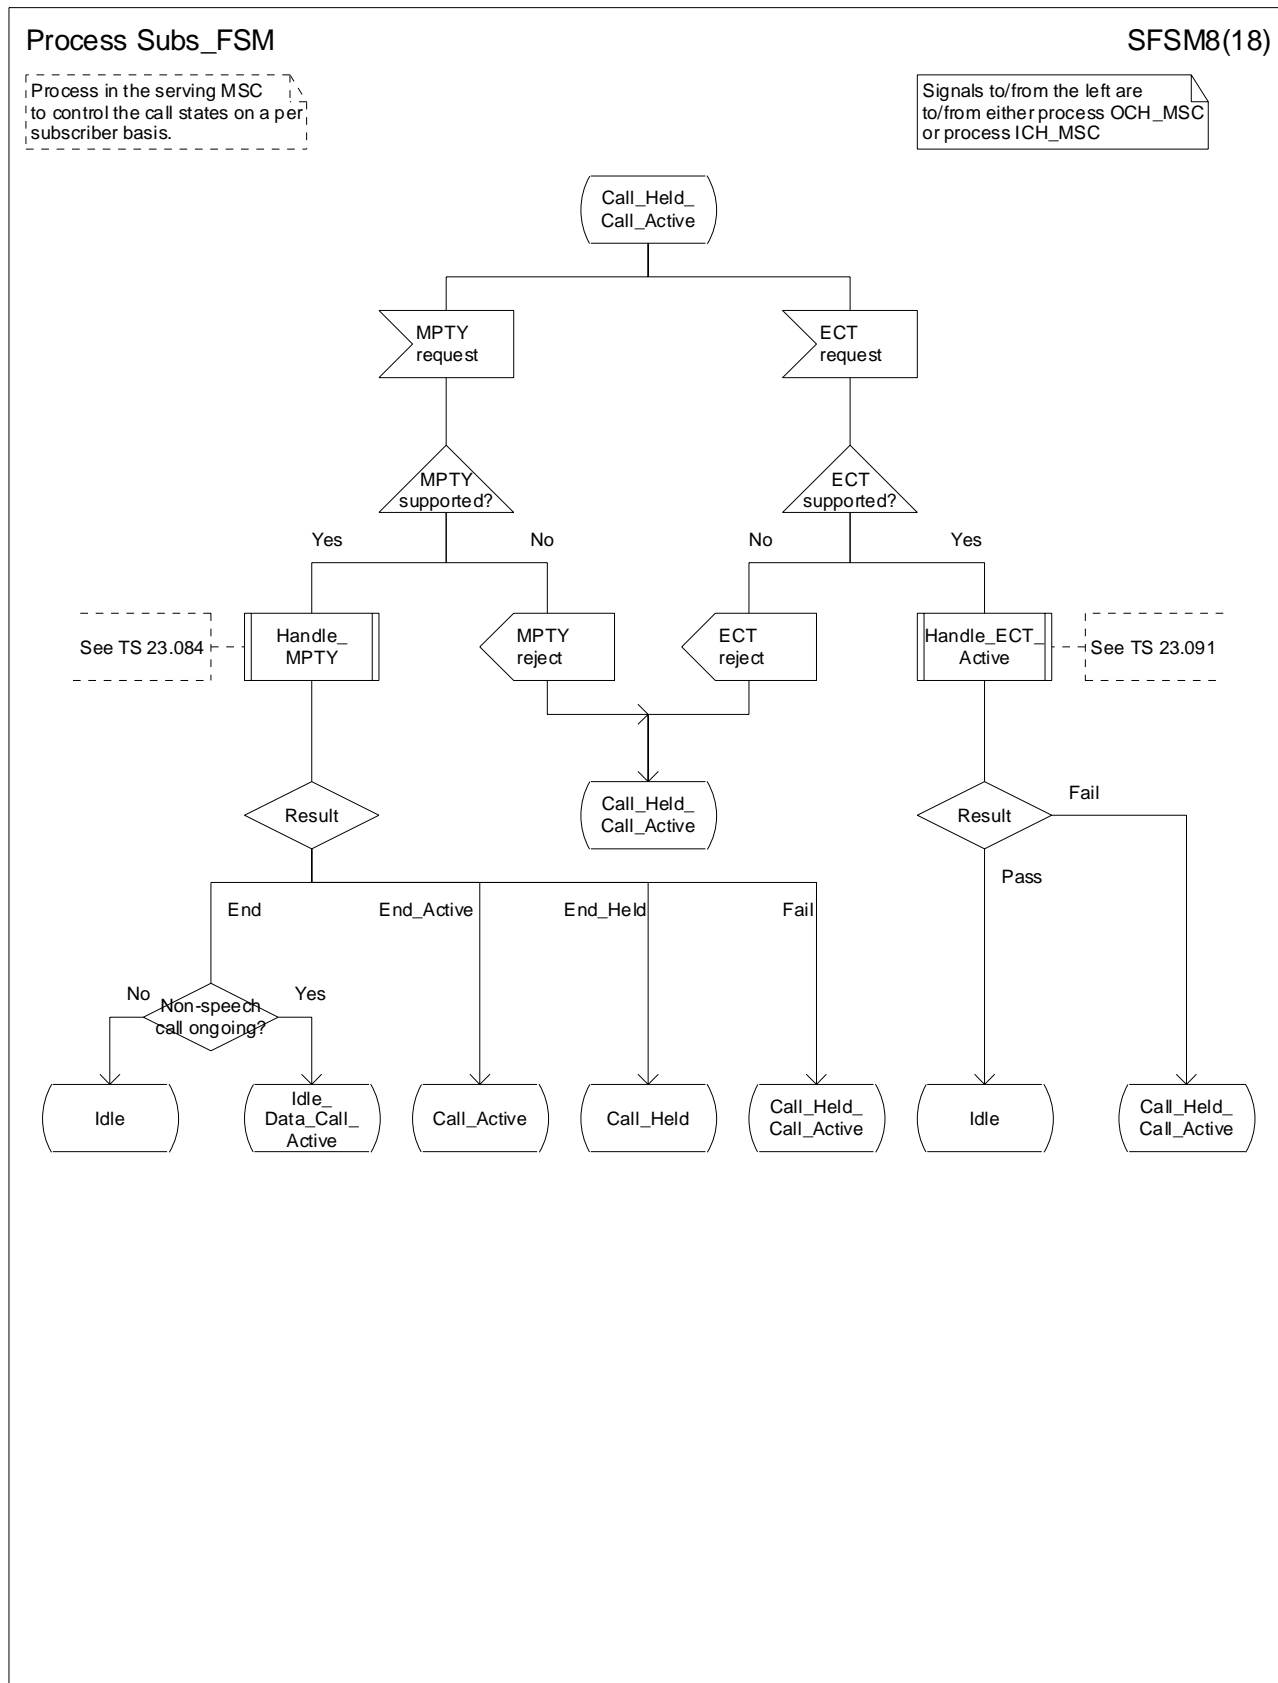 Process Subs_FSM
SFSM8(18)
Process in the serving MSC
to control the call states on a per
subscriber basis.
Signals to/from the left are
to/from either process OCH_MSC
or process ICH_MSC
Call_Held_
Call_Active
MPTY
request
ECT
request
MPTY
supported?
ECT
supported?
Yes
No
No
Yes
See TS 23.084
Handle_
MPTY
MPTY
reject
ECT
reject
Handle_ECT_
Active
See TS 23.091
Result
Call_Held_
Call_Active
Result
Fail
Pass
End
End_Active
End_Held
Fail
No
Non-speech
call ongoing?
Yes
Idle
Idle_
Data_Call_
Active
Call_Active
Call_Held
Call_Held_
Call_Active
Idle
Call_Held_
Call_Active